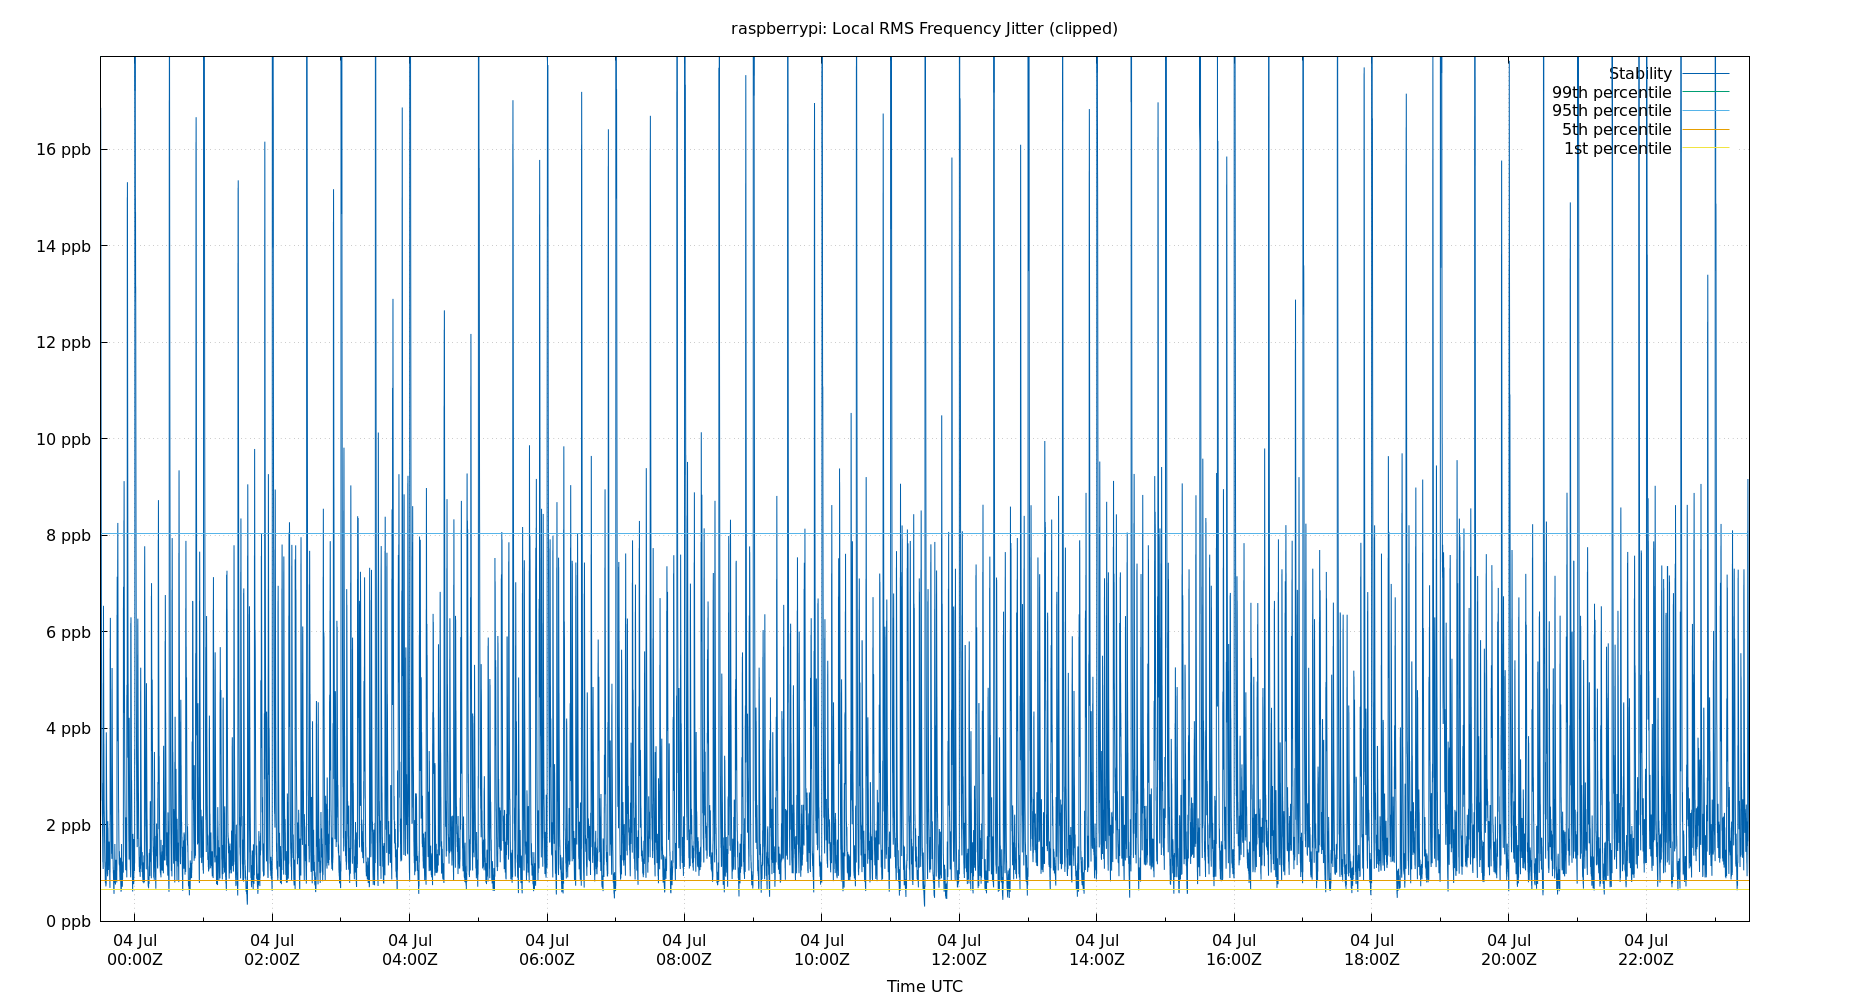 raspberrypi: Local RMS Frequency Jitter (clipped)
Stability
99th percentile
95th percentile
5th percentile
1st percentile
16 ppb
14 ppb
12 ppb
10 ppb
8 ppb
6 ppb
4 ppb
2 ppb
0 ppb
04 Jul 04 Jul 04 Jul 04 Jul 04 Jul 04 Jul 04 Jul 04 Jul 04 Jul 04 Jul 04 Jul 04 Jul
00:00Z 02:00Z 04:00Z 06:00Z 08:00Z 10:00Z 12:00Z 14:00Z 16:00Z 18:00Z 20:00Z 22:00Z
Time UTC